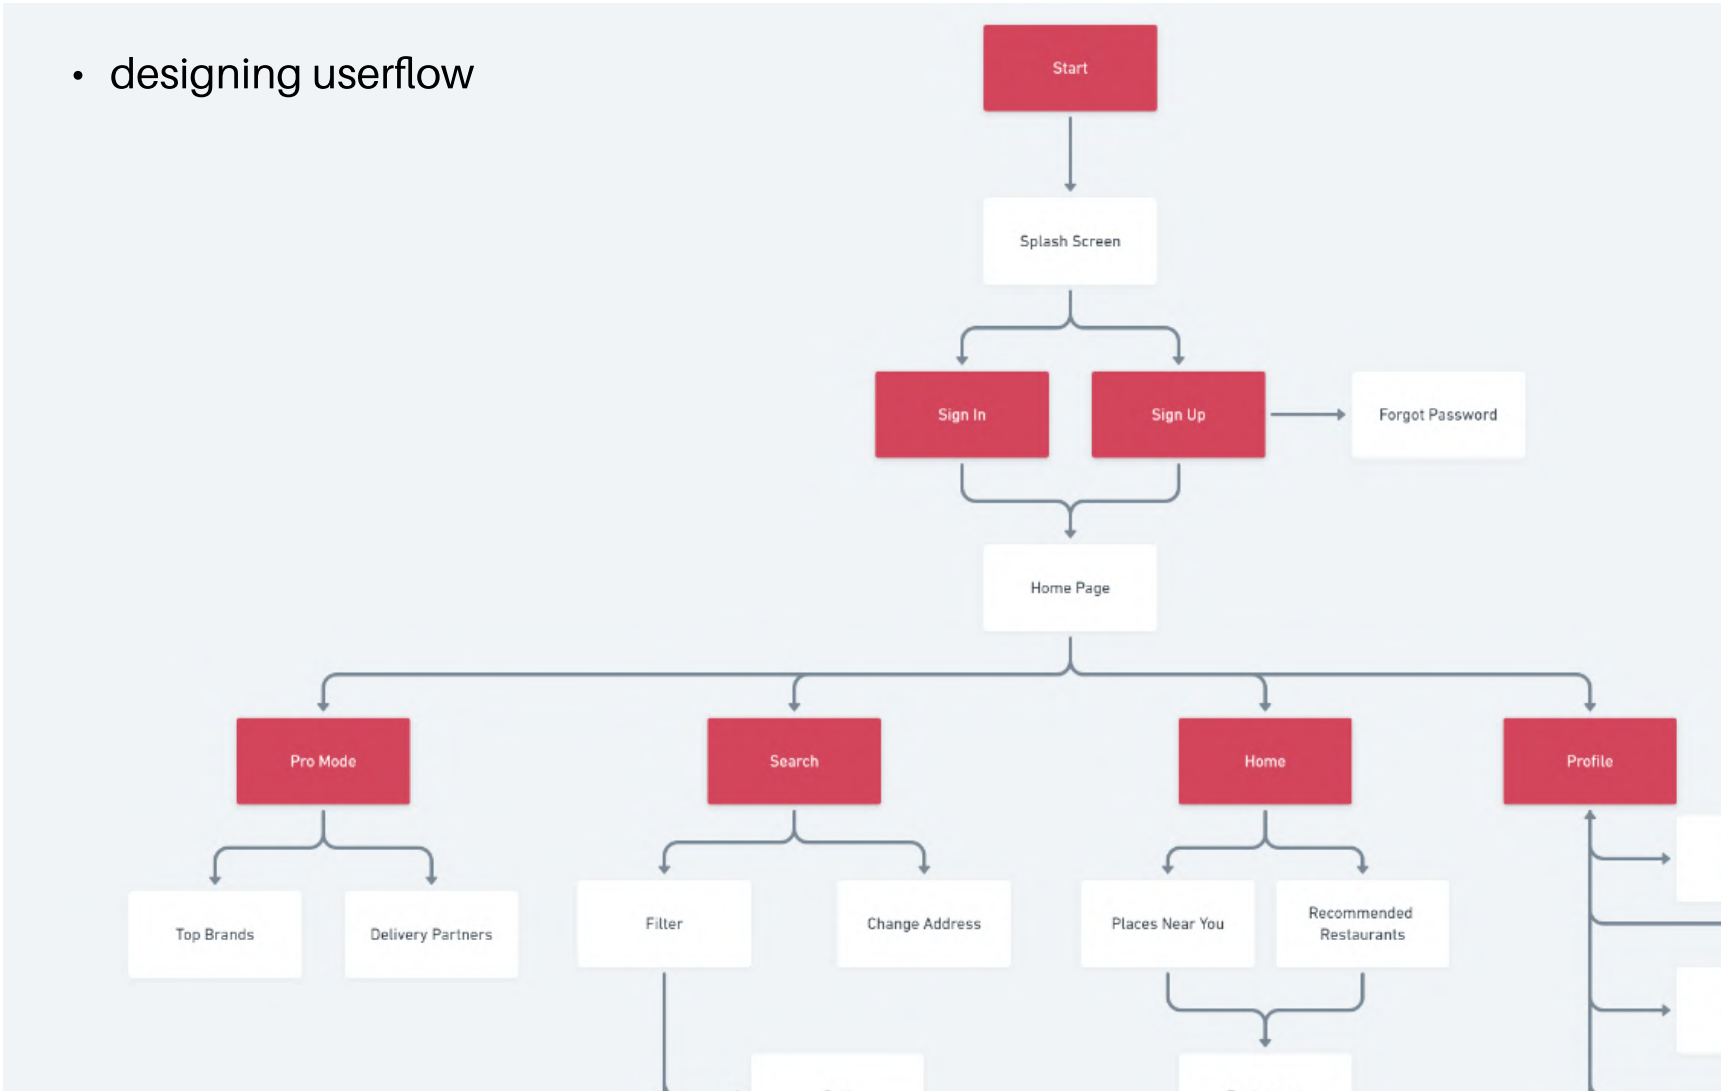 • designing userflow
Start
Splash Screen
Sign In
Sign Up
Forgot Password
Home Page
Pro Mode
Search
Home
Profile
Top Brands
Delivery Partners
Filter
Change Address
Places Near You
Recommended
Restaurants